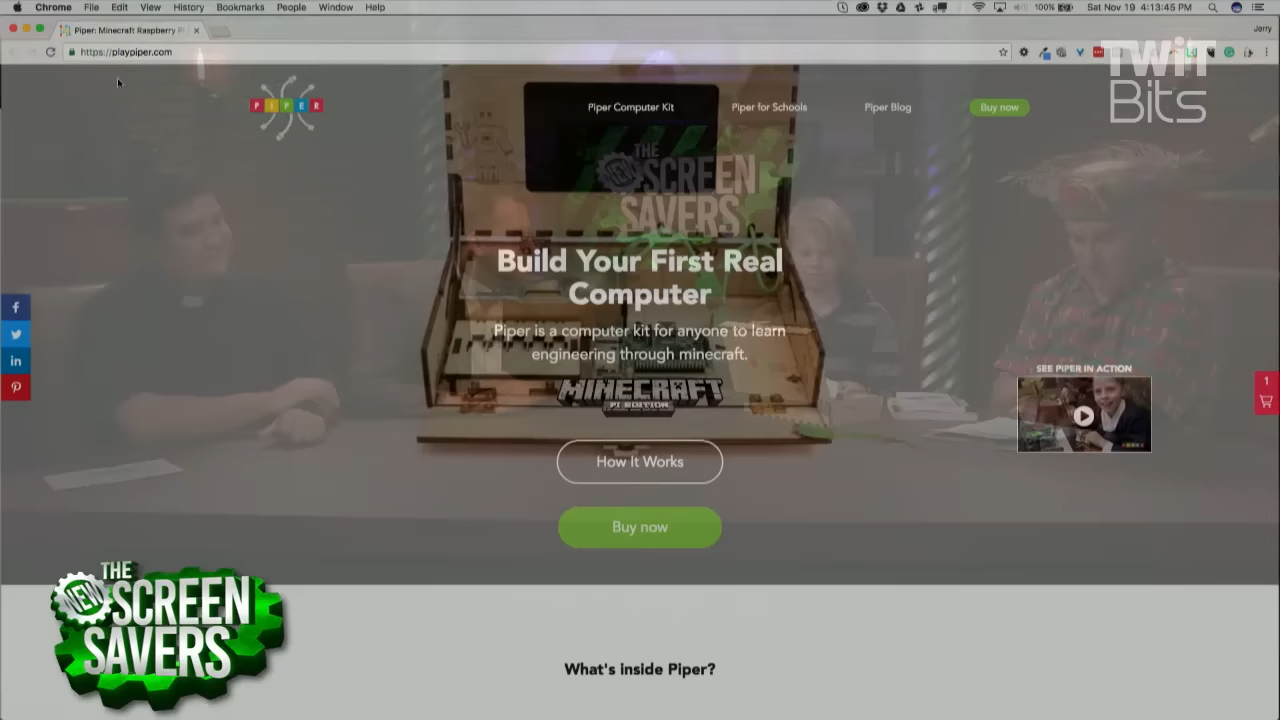 Chrome File Edit View History Bookmarks People Window Help
100% Sat Nov 19 4:13:45 PM
Piper: Minecraft Raspberry P
Jerry
https://playpiper.com
TWiT
Bits
PIPER
Piper Computer Kit
Piper for Schools
Piper Blog
Buy now
THE
NEW
SCREEN
SAVERS
Build Your First Real
Computer
Piper is a computer kit for anyone to learn
engineering through minecraft.
MINECRAFT
PI EDITION
SEE PIPER IN ACTION
1
How It Works
Buy now
THE
NEW
SCREEN
SAVERS
What's inside Piper?